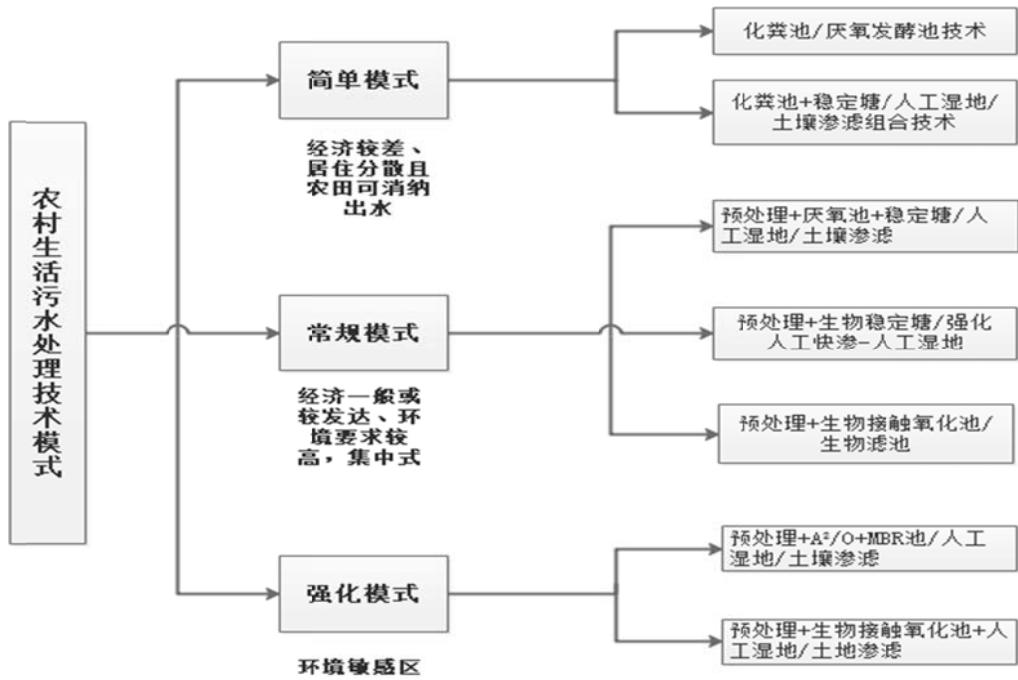 农村生活污水处理技术模式
简单模式
经济较差、
居住分散且
农田可消纳
出水
化粪池/厌氧发酵池技术
化粪池+稳定塘/人工湿地/
土壤渗滤组合技术
常规模式
经济一般或
较发达、环
境要求较
高，集中式
预处理+厌氧池+稳定塘/人
工湿地/土壤渗滤
预处理+生物稳定塘/强化
人工快渗-人工湿地
预处理+生物接触氧化池/
生物滤池
强化模式
环境敏感区
预处理+A²/O+MBR池/人工
湿地/土壤渗滤
预处理+生物接触氧化池+人
工湿地/土地渗滤